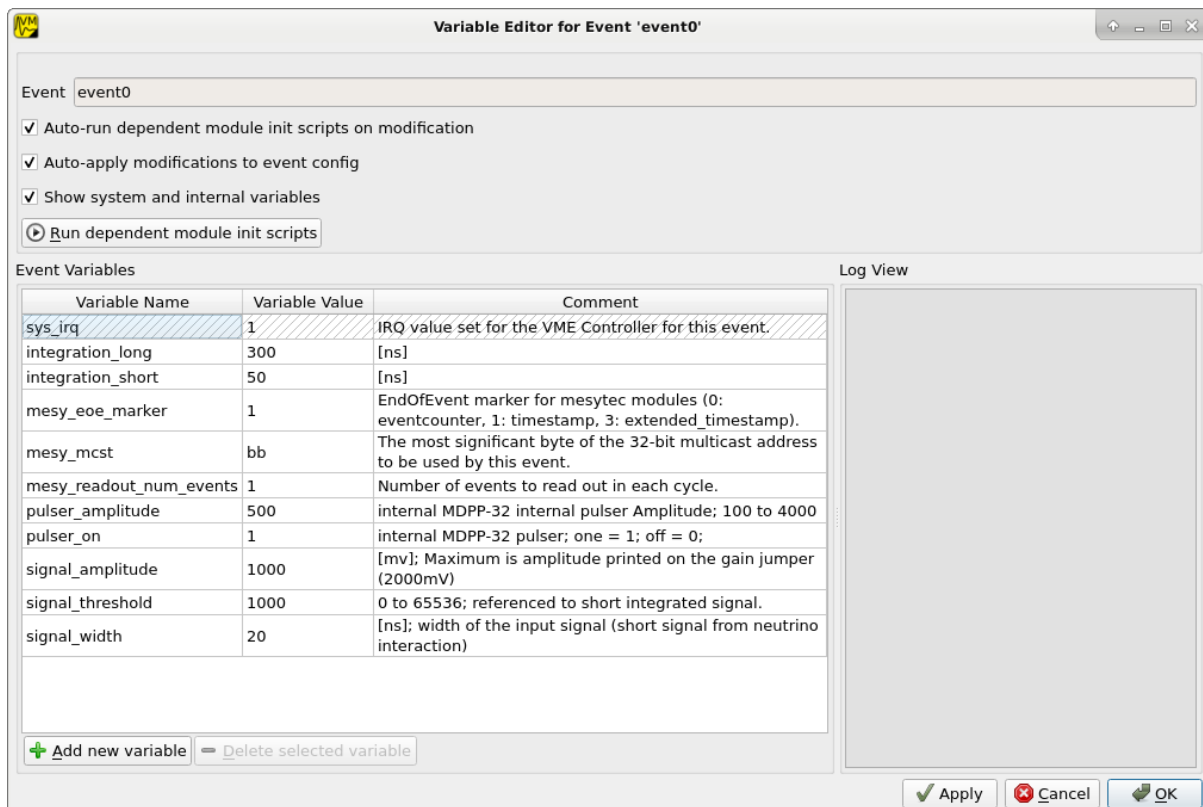 VM
Variable Editor for Event 'event0'
Event event0
Auto-run dependent module init scripts on modification
Auto-apply modifications to event config
Show system and internal variables
Run dependent module init scripts
Event Variables
Log View
Variable Name Variable Value Comment
sys_irq 1 IRQ value set for the VME Controller for this event.
integration_long 300 [ns]
integration_short 50 [ns]
mesy_eoe_marker 1 EndOfEvent marker for mesytec modules (0:
eventcounter, 1: timestamp, 3: extended_timestamp).
mesy_mcst bb The most significant byte of the 32-bit multicast address
to be used by this event.
mesy_readout_num_events 1 Number of events to read out in each cycle.
pulser_amplitude 500 internal MDPP-32 internal pulser Amplitude; 100 to 4000
pulser_on 1 internal MDPP-32 pulser; one = 1; off = 0;
signal_amplitude 1000 [mv]; Maximum is amplitude printed on the gain jumper
(2000mV)
signal_threshold 1000 0 to 65536; referenced to short integrated signal.
signal_width 20 [ns]; width of the input signal (short signal from neutrino
interaction)
Add new variable Delete selected variable
Apply Cancel OK